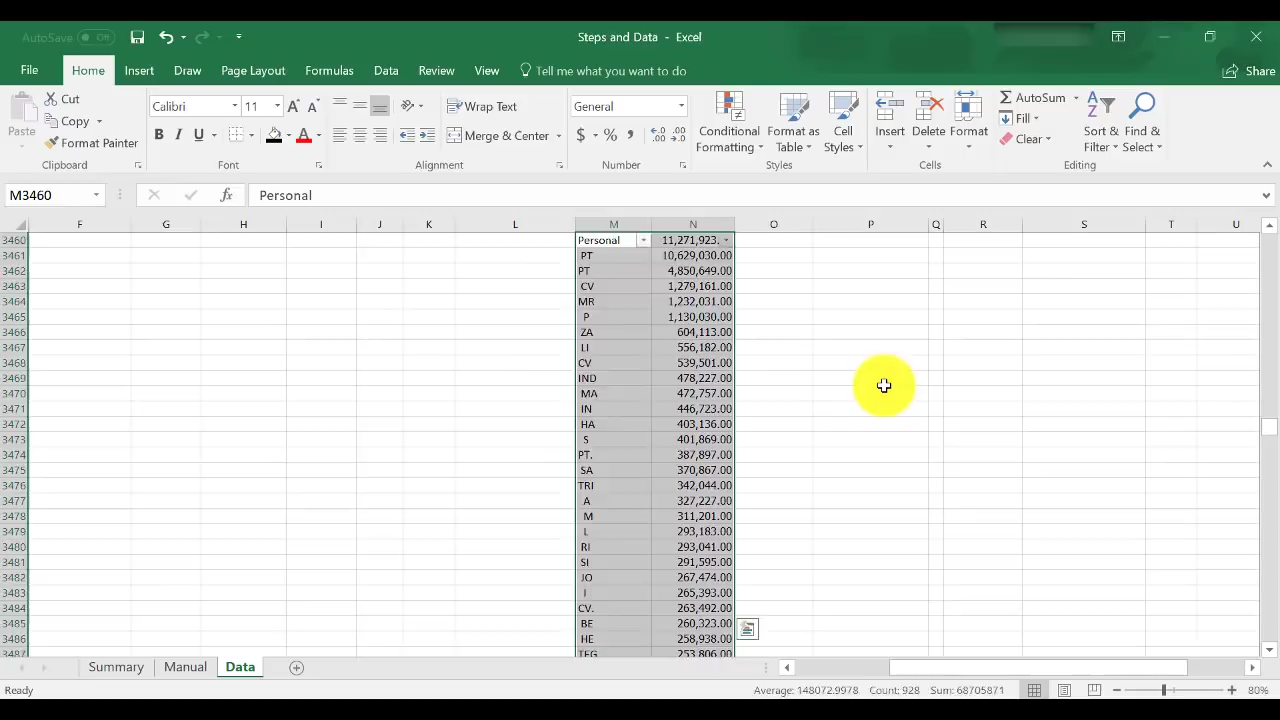 AutoSave Off
Steps and Data - Excel
File Home Insert Draw Page Layout Formulas Data Review View Tell me what you want to do Share
Paste
Cut
Copy
Format Painter
Clipboard
Calibri 11
B I U
Font
Wrap Text
Merge & Center
Alignment
General
$ % ,
Number
Conditional Formatting
Format as Table
Cell Styles
Styles
Insert
Delete
Format
Cells
AutoSum
Fill
Clear
Sort & Filter
Find & Select
Editing
M3460 fx Personal
F G H I J K L M N O P Q R S T U
3460 Personal 11,271,923.
3461 PT 10,629,030.00
3462 PT 4,850,649.00
3463 CV 1,279,161.00
3464 MR 1,232,031.00
3465 P 1,130,030.00
3466 ZA 604,113.00
3467 LI 556,182.00
3468 CV 539,501.00
3469 IND 478,227.00
3470 MA 472,757.00
3471 IN 446,723.00
3472 HA 403,136.00
3473 S 401,869.00
3474 PT. 387,897.00
3475 SA 370,867.00
3476 TRI 342,044.00
3477 A 327,227.00
3478 M 311,201.00
3479 L 293,183.00
3480 RI 293,041.00
3481 SI 291,595.00
3482 JO 267,474.00
3483 I 265,393.00
3484 CV. 263,492.00
3485 BE 260,323.00
3486 HE 258,938.00
3487 TEG 253,806.00
Summary Manual Data
Ready Average: 148072.9978 Count: 928 Sum: 68705871 80%